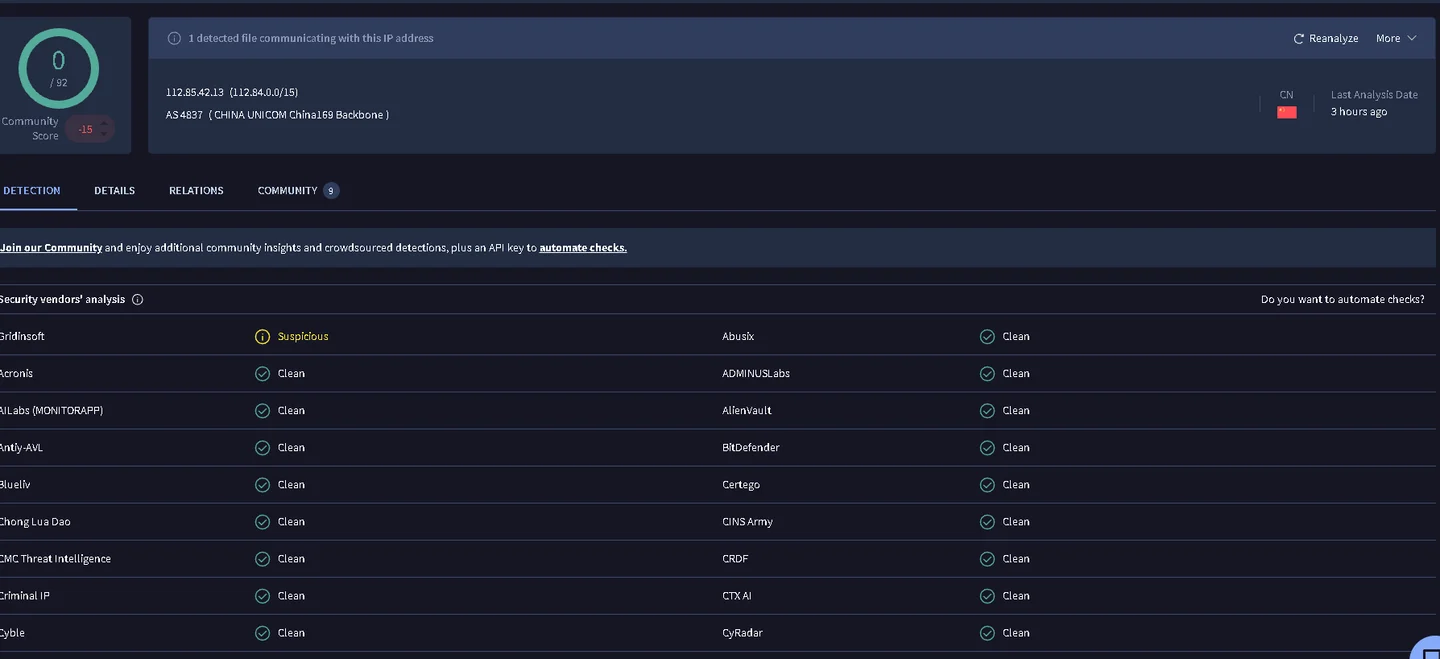 0
/ 92
Community
Score
-15
1 detected file communicating with this IP address
Reanalyze
More
112.85.42.13 (112.84.0.0/15)
AS 4837 ( CHINA UNICOM China169 Backbone )
CN
Last Analysis Date
3 hours ago
DETECTION
DETAILS
RELATIONS
COMMUNITY 9
Join our Community and enjoy additional community insights and crowdsourced detections, plus an API key to automate checks.
Security vendors' analysis
Do you want to automate checks?
Gridinsoft Suspicious Abusix Clean
Acronis Clean ADMINUSLabs Clean
AILabs (MONITORAPP) Clean AlienVault Clean
Antiy-AVL Clean BitDefender Clean
Blueliv Clean Certego Clean
Chong Lua Dao Clean CINS Army Clean
CMC Threat Intelligence Clean CRDF Clean
Criminal IP Clean CTX AI Clean
Cyble Clean CyRadar Clean